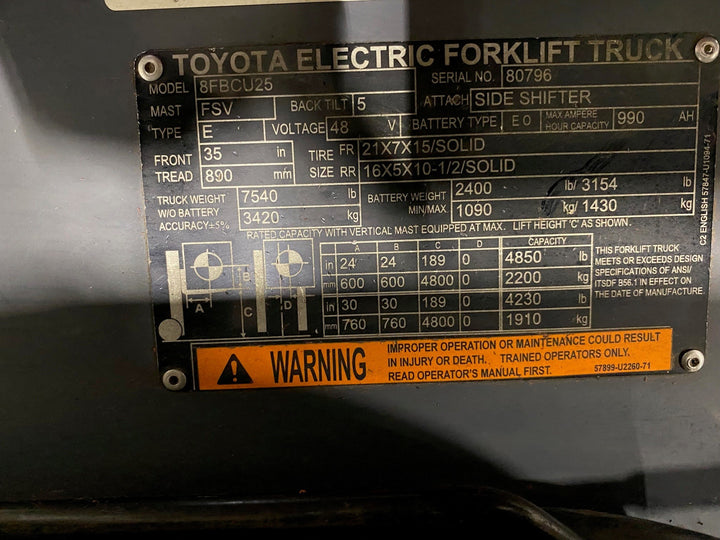 TOYOTA ELECTRIC FORKLIFT TRUCK
MODEL 8FBCU25 SERIAL NO. 80796
MAST FSV BACK TILT 5 ATTACH SIDE SHIFTER
TYPE E VOLTAGE 48 V BATTERY TYPE E O MAX AMPERE HOUR CAPACITY 990 AH
FRONT TREAD 35 in TIRE SIZE FR 21X7X15/SOLID
890 mm RR 16X5X10-1/2/SOLID
TRUCK WEIGHT W/O BATTERY ACCURACY±5% 7540 lb BATTERY WEIGHT MIN/MAX 2400 lb/ 3154 lb
3420 kg 1090 kg/ 1430 kg
RATED CAPACITY WITH VERTICAL MAST EQUIPPED AT MAX. LIFT HEIGHT 'C' AS SHOWN.
A B C D CAPACITY
in 24 24 189 0 4850 lb
mm 600 600 4800 0 2200 kg
in 30 30 189 0 4230 lb
mm 760 760 4800 0 1910 kg
A B C D
THIS FORKLIFT TRUCK
MEETS OR EXCEEDS DESIGN
SPECIFICATIONS OF ANSI/
ITSDF B56.1 IN EFFECT ON
THE DATE OF MANUFACTURE.
C2 ENGLISH 57847-U1094-71
WARNING
IMPROPER OPERATION OR MAINTENANCE COULD RESULT
IN INJURY OR DEATH. TRAINED OPERATORS ONLY.
READ OPERATOR'S MANUAL FIRST. 57899-U2260-71